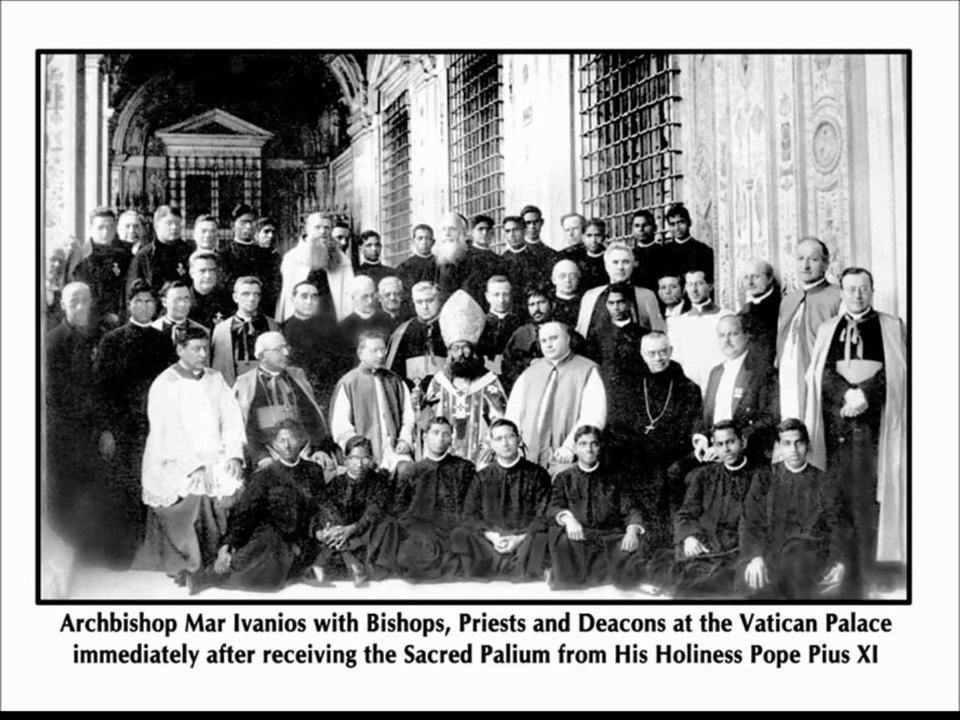 Archbishop Mar Ivanios with Bishops, Priests and Deacons at the Vatican Palace
immediately after receiving the Sacred Palium from His Holiness Pope Pius XI